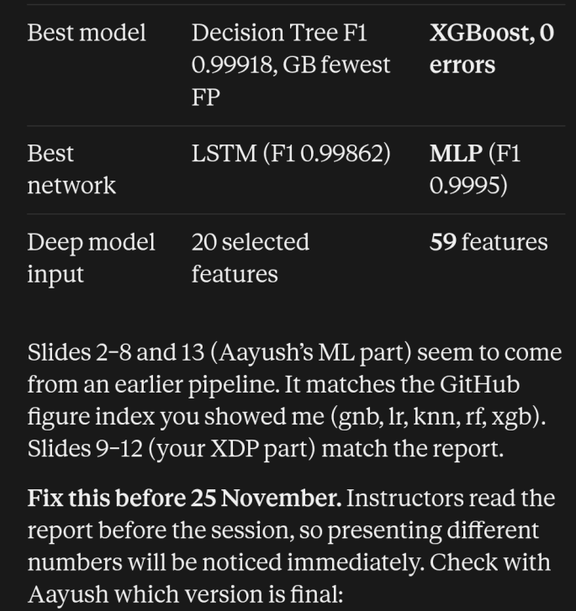 Best model Decision Tree F1 XGBoost, 0
0.99918, GB fewest errors
FP
Best LSTM (F1 0.99862) MLP (F1
network 0.9995)
Deep model 20 selected 59 features
input features
Slides 2–8 and 13 (Aayush’s ML part) seem to come
from an earlier pipeline. It matches the GitHub
figure index you showed me (gnb, lr, knn, rf, xgb).
Slides 9–12 (your XDP part) match the report.
Fix this before 25 November. Instructors read the
report before the session, so presenting different
numbers will be noticed immediately. Check with
Aayush which version is final: